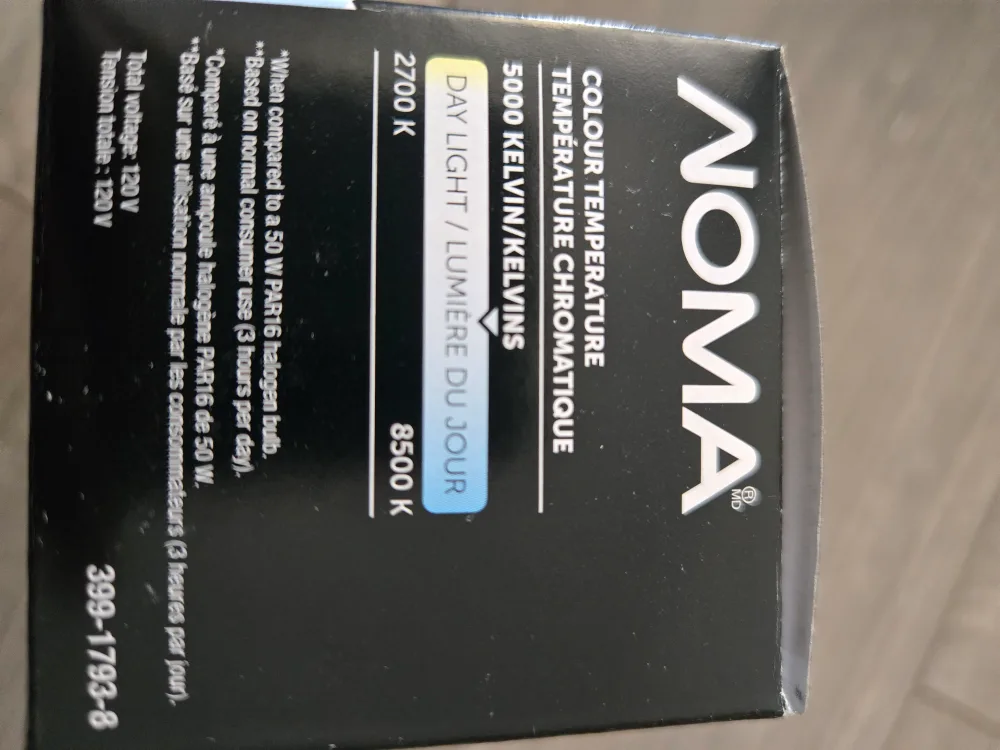 NOMA ®
MD
COLOUR TEMPERATURE
TEMPÉRATURE CHROMATIQUE
5000 KELVIN/KELVINS
DAY LIGHT / LUMIÈRE DU JOUR
2700 K 8500 K
*When compared to a 50 W PAR16 halogen bulb.
**Based on normal consumer use (3 hours per day).
*Comparé à une ampoule halogène PAR16 de 50 W.
**Basé sur une utilisation normale par les consommateurs (3 heures par jour).
Total voltage: 120 V
Tension totale : 120 V
399-1793-8